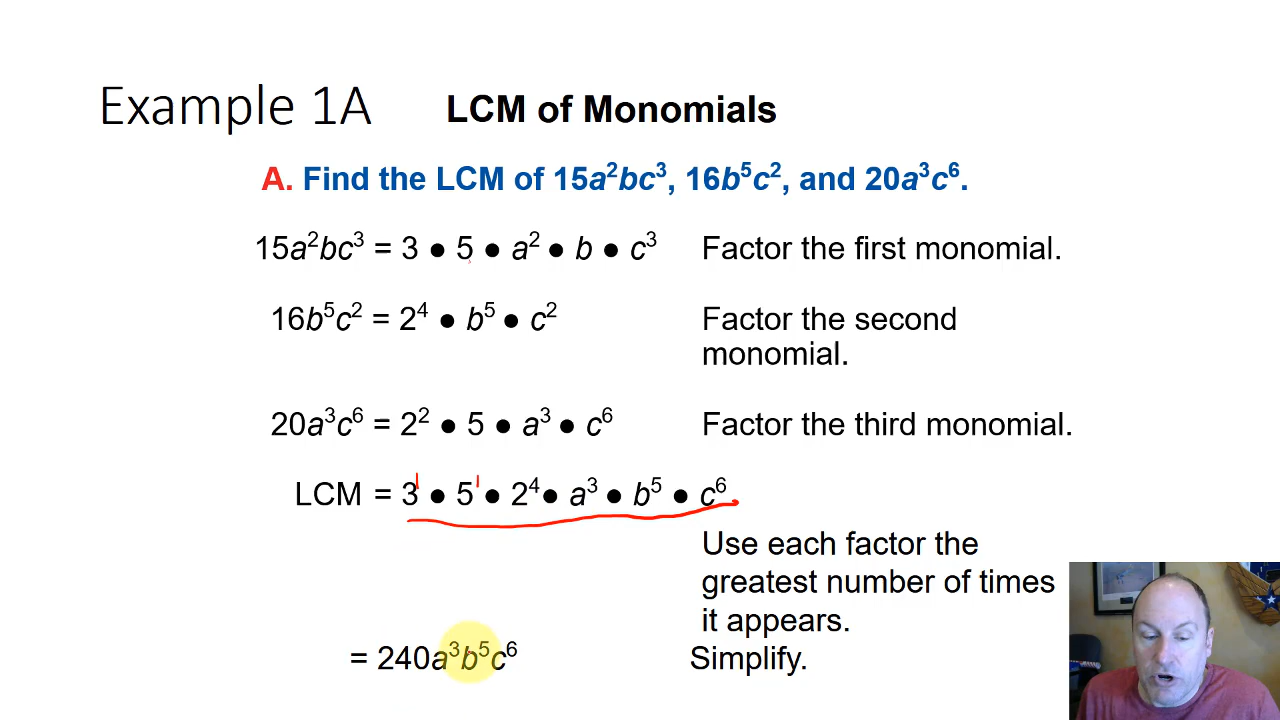 Example 1A LCM of Monomials
A. Find the LCM of 15a²bc³, 16b⁵c², and 20a³c⁶.
15a²bc³ = 3 ● 5 ● a² ● b ● c³ Factor the first monomial.
16b⁵c² = 2⁴ ● b⁵ ● c² Factor the second
monomial.
20a³c⁶ = 2² ● 5 ● a³ ● c⁶ Factor the third monomial.
LCM = 3¹ ● 5¹ ● 2⁴ ● a³ ● b⁵ ● c⁶
Use each factor the
greatest number of times
it appears.
= 240a³b⁵c⁶ Simplify.